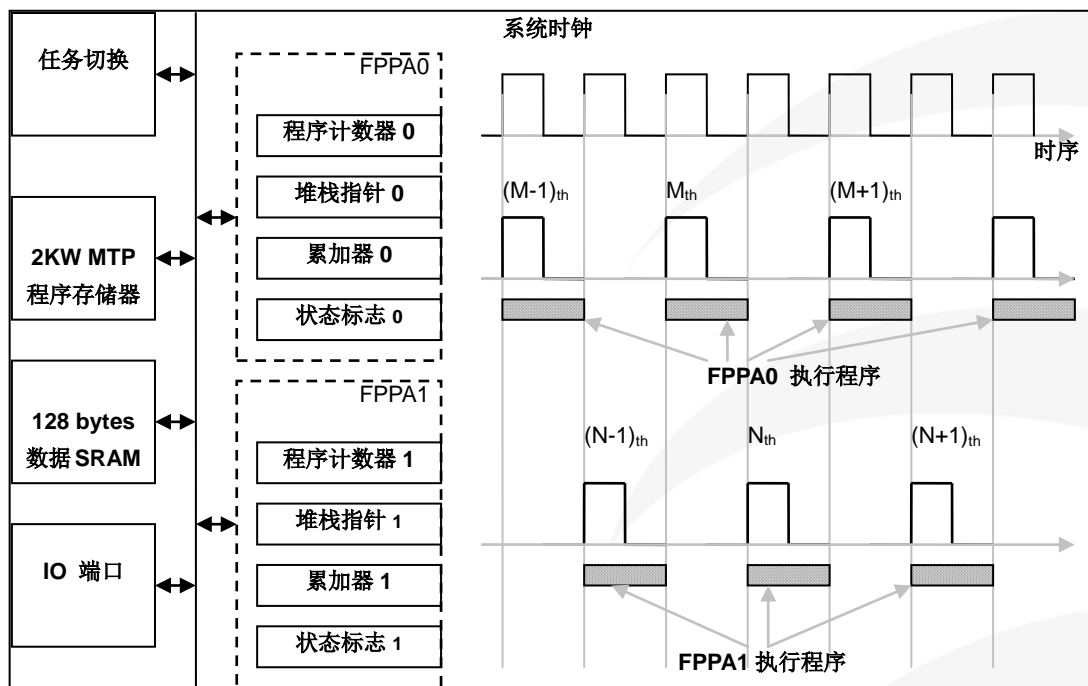 任务切换
2KW MTP
程序存储器
128 bytes
数据 SRAM
IO 端口
FPPA0
程序计数器 0
堆栈指针 0
累加器 0
状态标志 0
FPPA1
程序计数器 1
堆栈指针 1
累加器 1
状态标志 1
系统时钟
时序
(M-1)th
Mth
(M+1)th
FPPA0 执行程序
(N-1)th
Nth
(N+1)th
FPPA1 执行程序